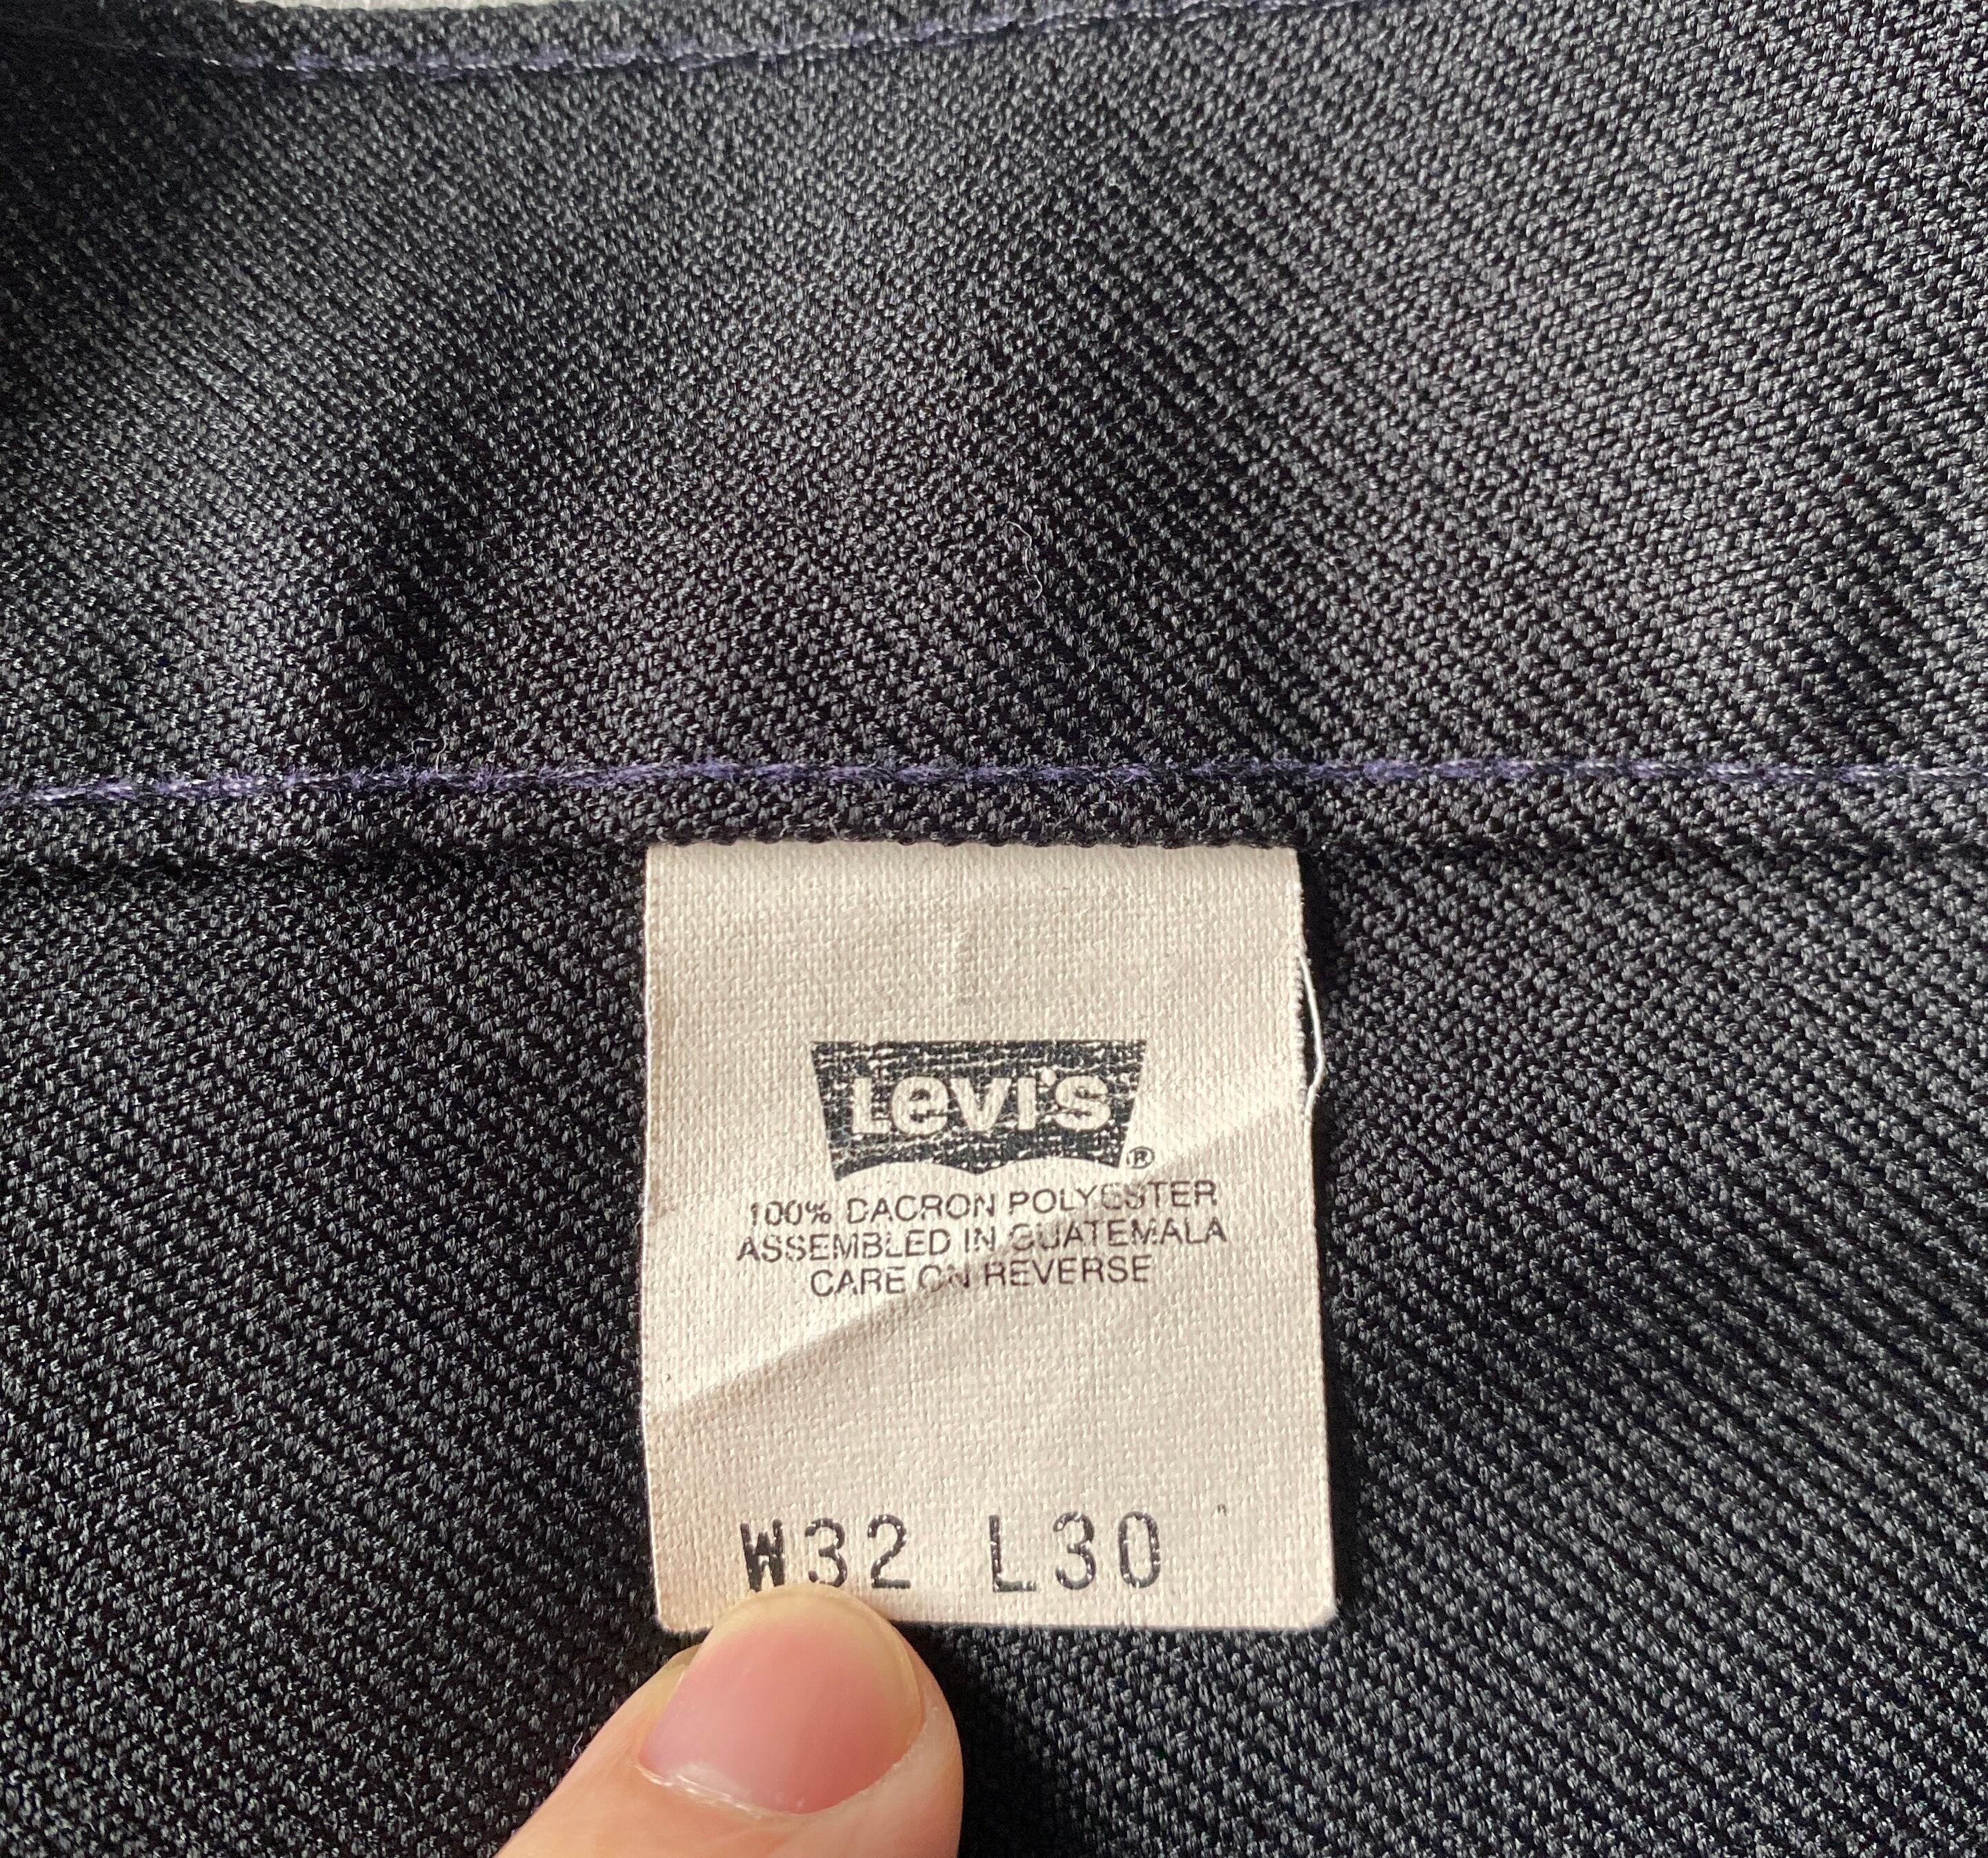 Levi's ®
100% DACRON POLYESTER
ASSEMBLED IN GUATEMALA
CARE ON REVERSE
W32 L30